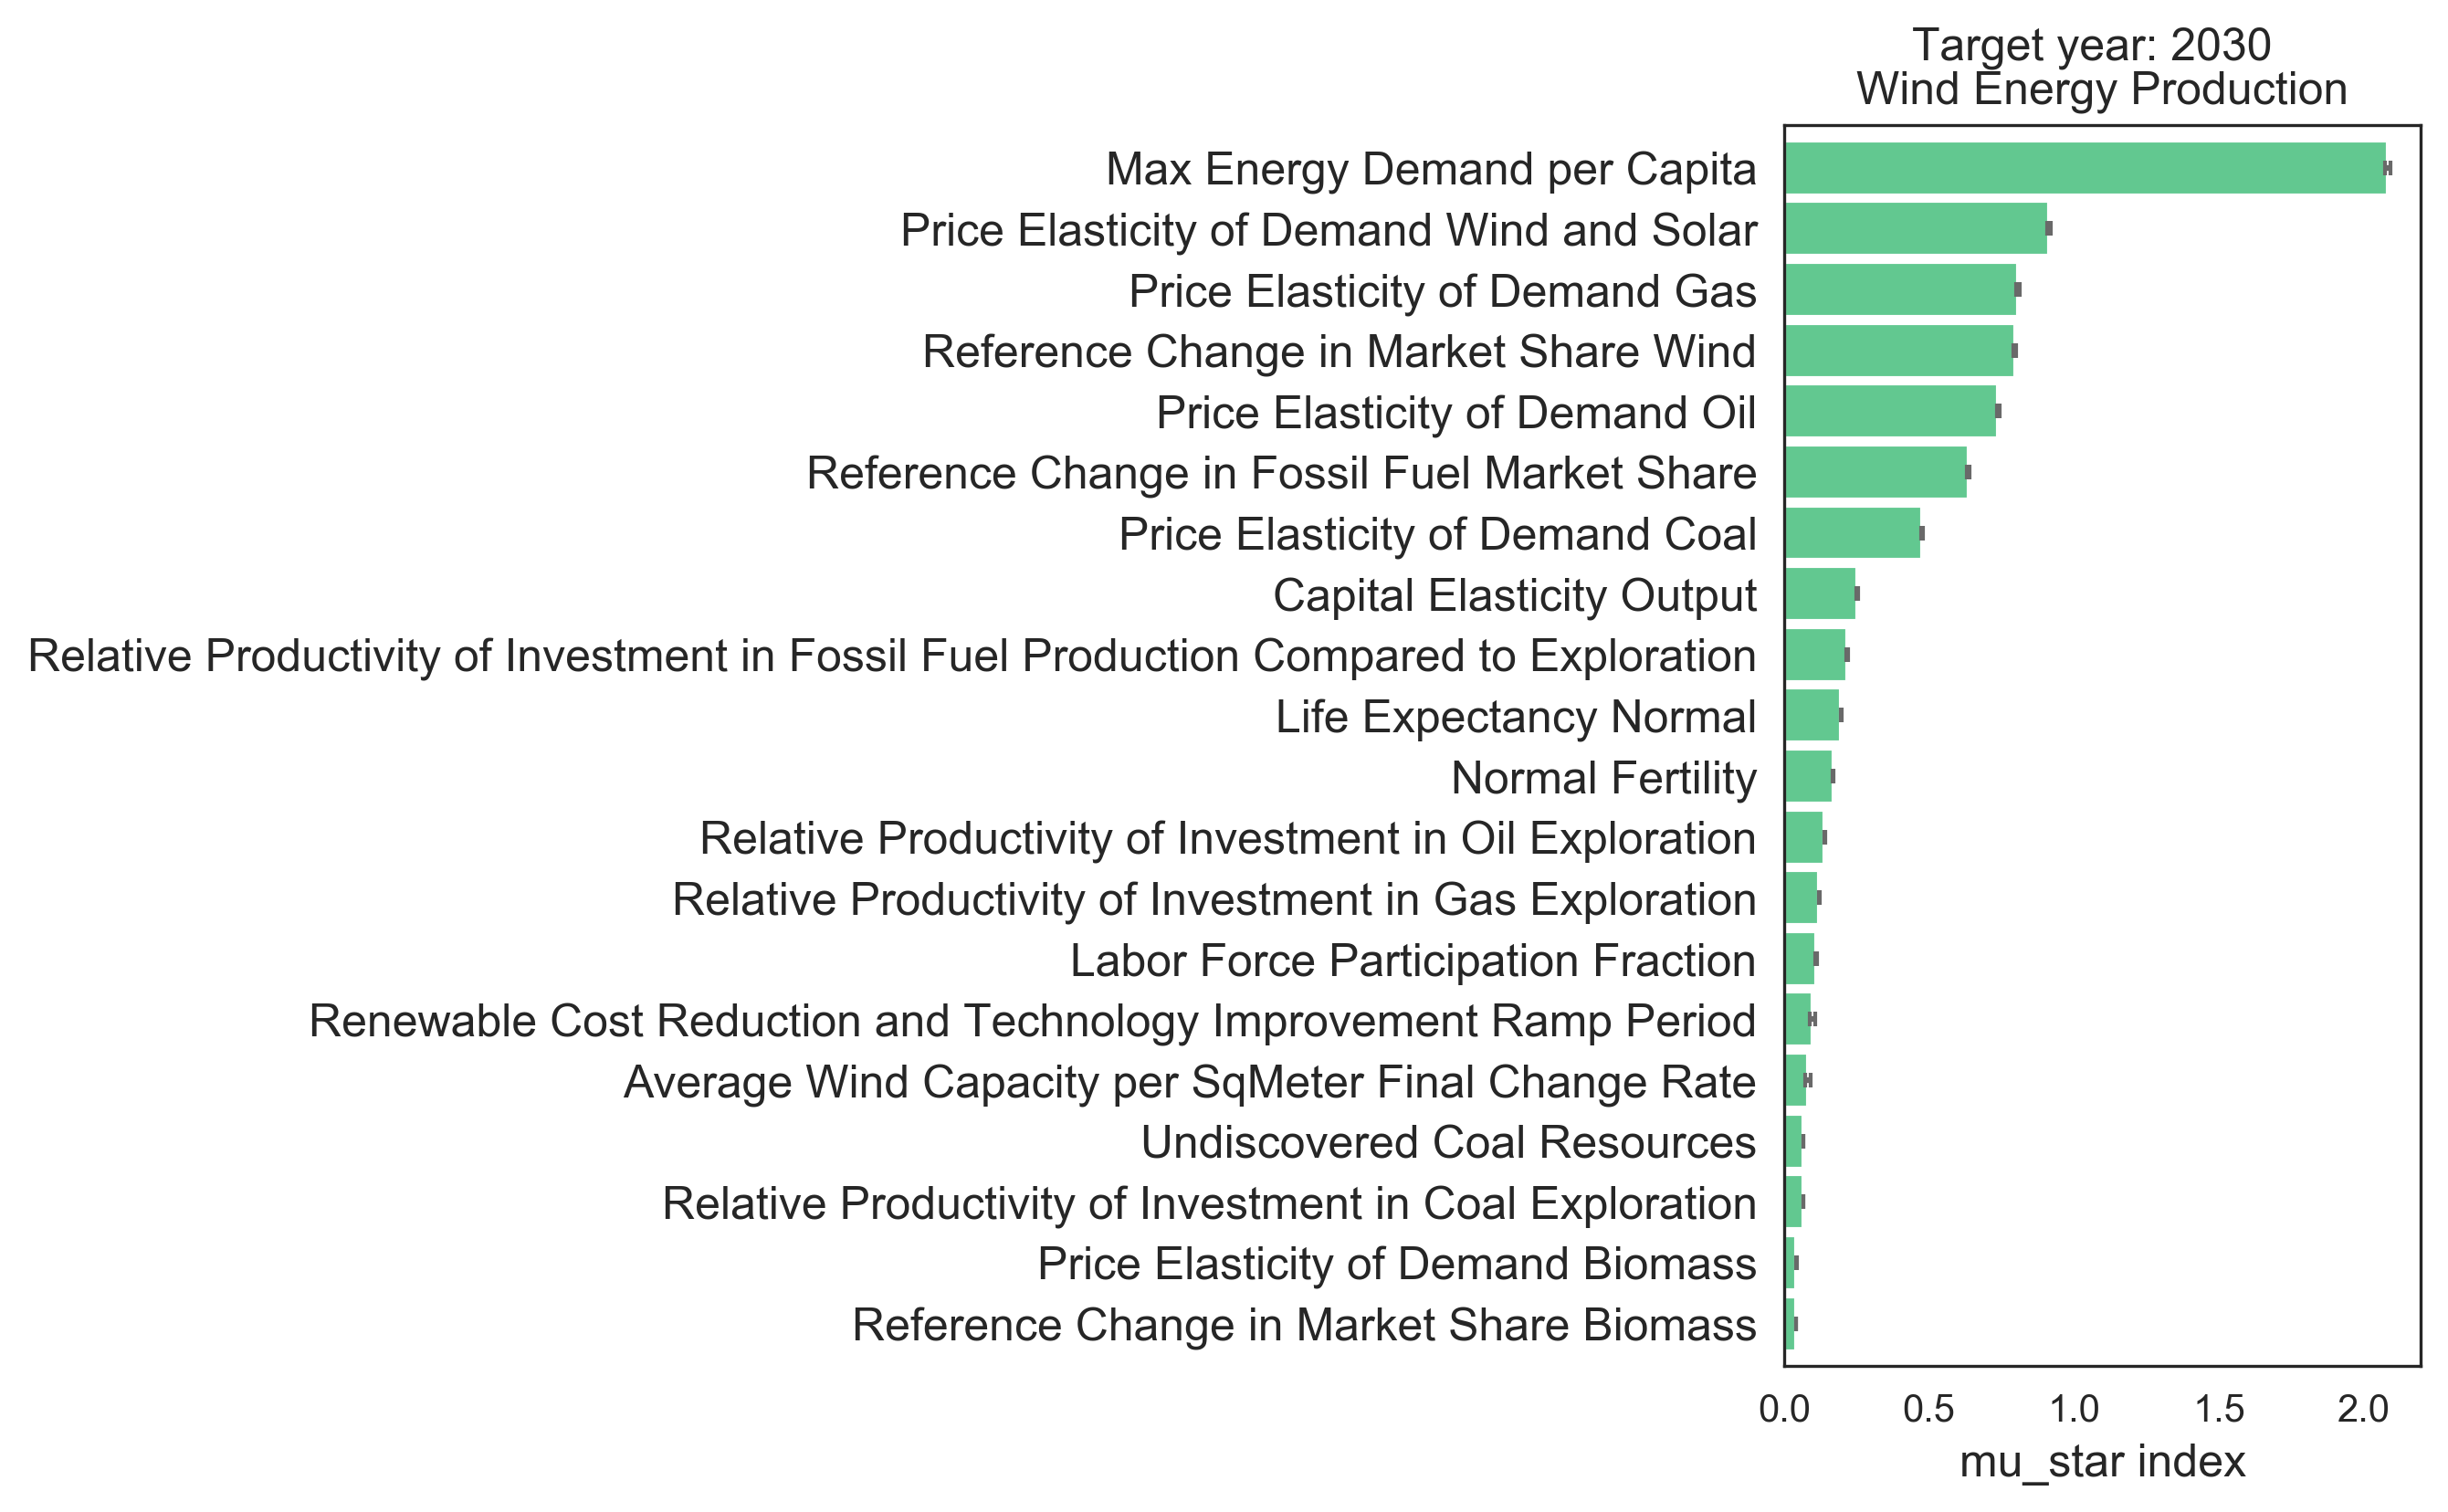 Target year: 2030
Wind Energy Production
Max Energy Demand per Capita
Price Elasticity of Demand Wind and Solar
Price Elasticity of Demand Gas
Reference Change in Market Share Wind
Price Elasticity of Demand Oil
Reference Change in Fossil Fuel Market Share
Price Elasticity of Demand Coal
Capital Elasticity Output
Relative Productivity of Investment in Fossil Fuel Production Compared to Exploration
Life Expectancy Normal
Normal Fertility
Relative Productivity of Investment in Oil Exploration
Relative Productivity of Investment in Gas Exploration
Labor Force Participation Fraction
Renewable Cost Reduction and Technology Improvement Ramp Period
Average Wind Capacity per SqMeter Final Change Rate
Undiscovered Coal Resources
Relative Productivity of Investment in Coal Exploration
Price Elasticity of Demand Biomass
Reference Change in Market Share Biomass
0.0 0.5 1.0 1.5 2.0
mu_star index